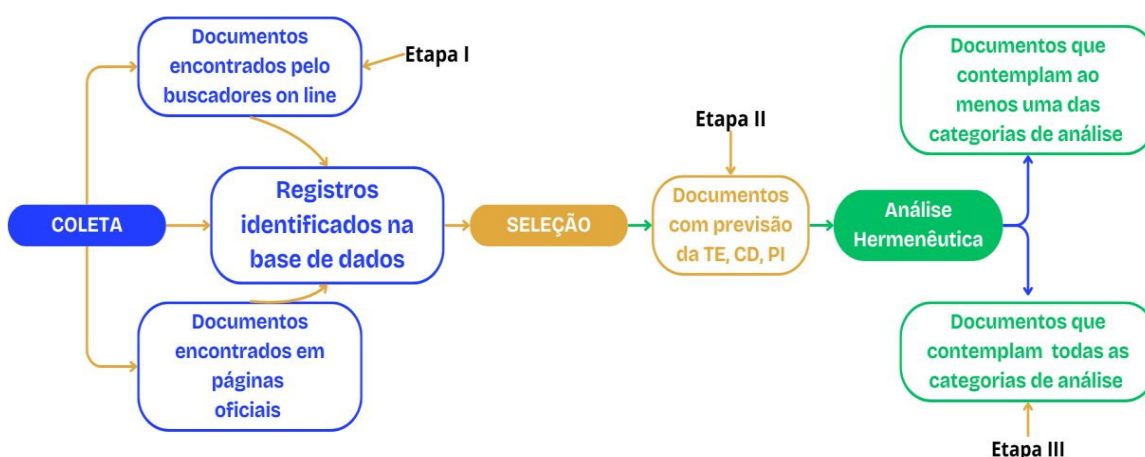 Documentos
encontrados pelo
buscadores on line
Etapa I
COLETA
Registros
identificados na
base de dados
Documentos
encontrados em
páginas
oficiais
SELEÇÃO
Etapa II
Documentos
com previsão
da TE, CD, PI
Análise
Hermenêutica
Documentos que
contemplam ao
menos uma das
categorias de análise
Documentos que
contemplam todas as
categorias de análise
Etapa III